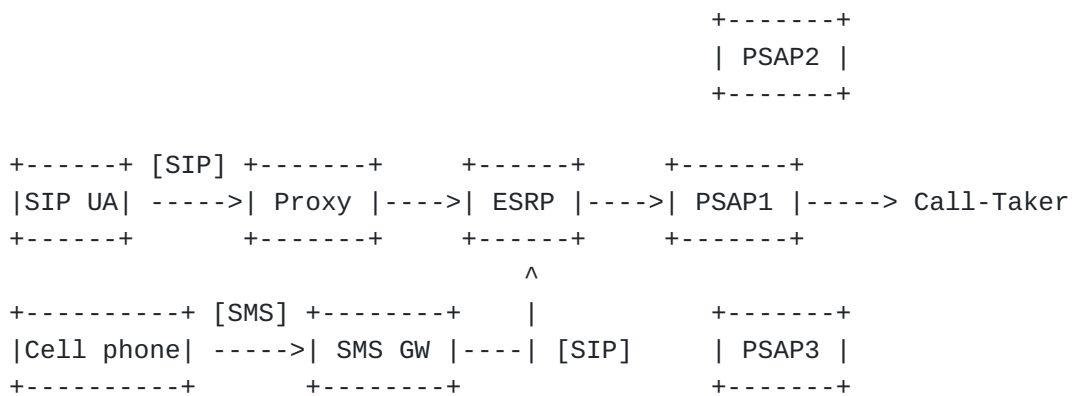 +-------+
| PSAP2 |
+-------+
+------+ [SIP] +-------+     +------+     +-------+
|SIP UA| ----->| Proxy |---->| ESRP |---->| PSAP1 |-----> Call-Taker
+------+       +-------+     +------+     +-------+
^
+----------+ [SMS] +--------+    |           +-------+
|Cell phone| ----->| SMS GW |----| [SIP]     | PSAP3 |
+----------+       +--------+                +-------+